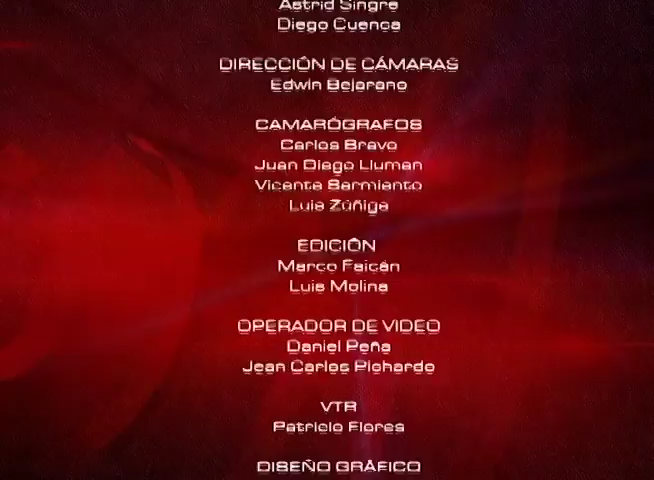 Astrid Singre
Diego Cuenca
DIRECCIÓN DE CÁMARAS
Edwin Bejarano
CAMARÓGRAFOS
Carlos Bravo
Juan Diego Lluman
Vicente Sarmiento
Luis Zúñiga
EDICIÓN
Marco Faicán
Luis Molina
OPERADOR DE VIDEO
Daniel Peña
Jean Carlos Pichardo
VTR
Patricio Flores
DISEÑO GRÁFICO